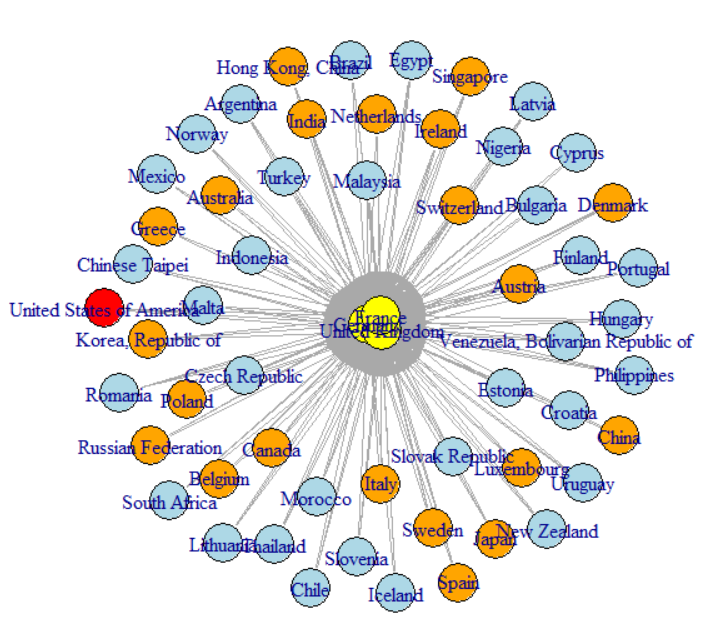 Hong Kong, China
Brazil
Egypt
Singapore
Argentina
India
Netherlands
Ireland
Latvia
Norway
Nigeria
Cyprus
Mexico
Turkey
Malaysia
Australia
Switzerland
Bulgaria
Denmark
Greece
Indonesia
Finland
Chinese Taipei
Portugal
Austria
United States of America
Malta
France
Germany
United Kingdom
Hungary
Korea, Republic of
Venezuela, Bolivarian Republic of
Czech Republic
Philippines
Romania
Poland
Estonia
Croatia
China
Russian Federation
Canada
Slovak Republic
Luxembourg
Belgium
Italy
Uruguay
South Africa
Morocco
Sweden
Japan
New Zealand
Lithuania
Thailand
Slovenia
Chile
Iceland
Spain